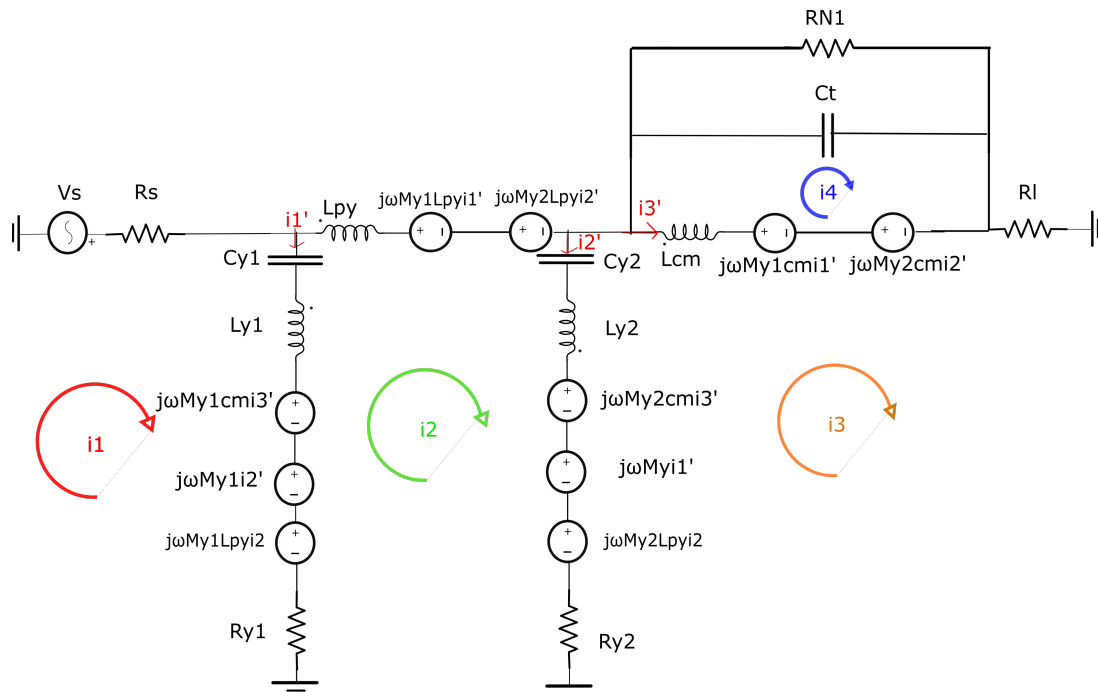 RN1
Ct
Vs
Rs
i1'
Lpy
jωMy1Lpyi1'
jωMy2Lpyi2'
i3'
i4
Rl
Cy1
i2'
Cy2
Lcm
jωMy1cmi1'
jωMy2cmi2'
Ly1
Ly2
jωMy1cmi3'
jωMy2cmi3'
i1
i2
i3
jωMy1i2'
jωMyi1'
jωMy1Lpyi2
jωMy2Lpyi2
Ry1
Ry2